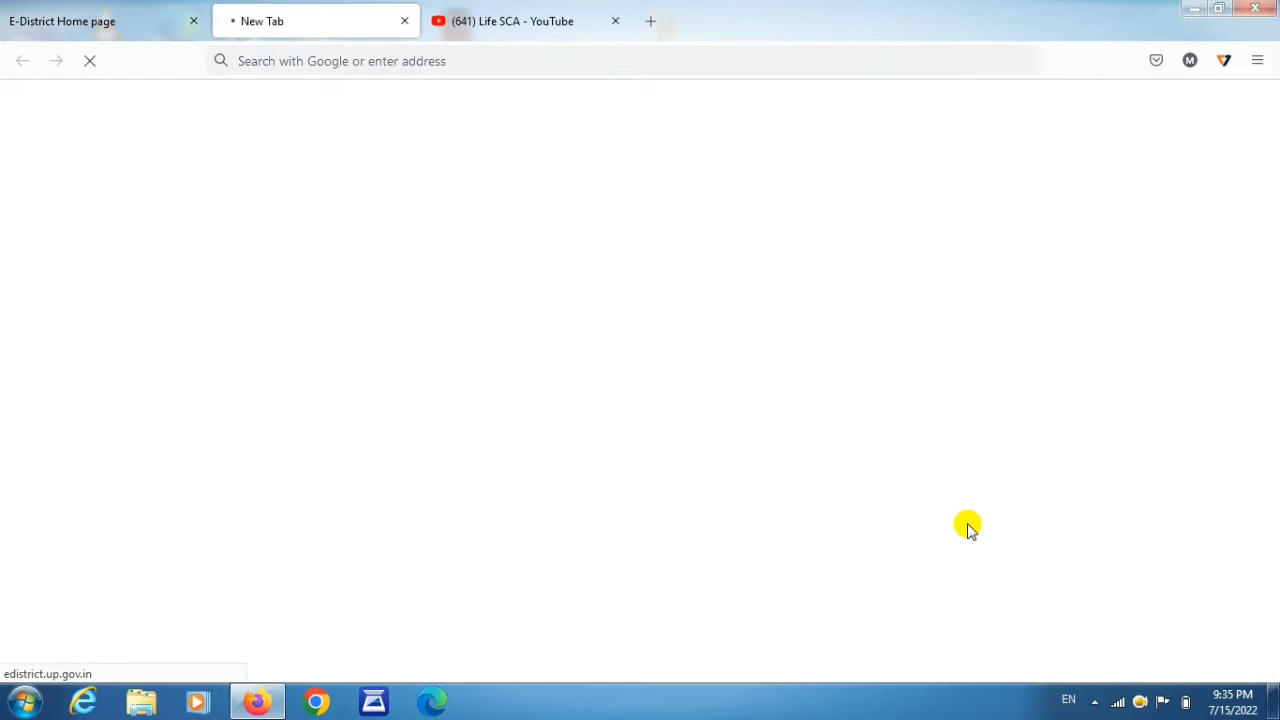 E-District Home page
New Tab
(641) Life SCA - YouTube
Search with Google or enter address
M
edistrict.up.gov.in
EN
9:35 PM
7/15/2022